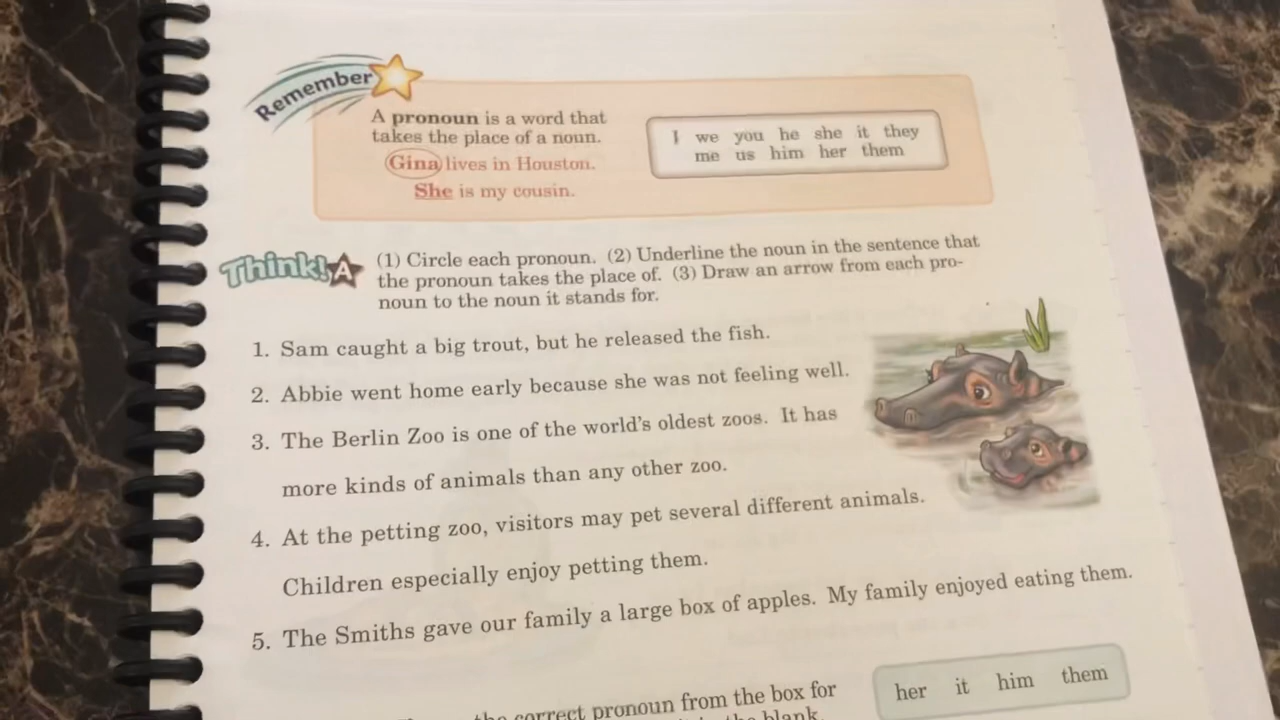 Remember
A pronoun is a word that
takes the place of a noun.
Gina lives in Houston.
She is my cousin.
I we you he she it they
me us him her them
Think! A
(1) Circle each pronoun. (2) Underline the noun in the sentence that
the pronoun takes the place of. (3) Draw an arrow from each pro-
noun to the noun it stands for.
1. Sam caught a big trout, but he released the fish.
2. Abbie went home early because she was not feeling well.
3. The Berlin Zoo is one of the world's oldest zoos. It has
more kinds of animals than any other zoo.
4. At the petting zoo, visitors may pet several different animals.
Children especially enjoy petting them.
5. The Smiths gave our family a large box of apples. My family enjoyed eating them.
the correct pronoun from the box for
the blank.
her it him them